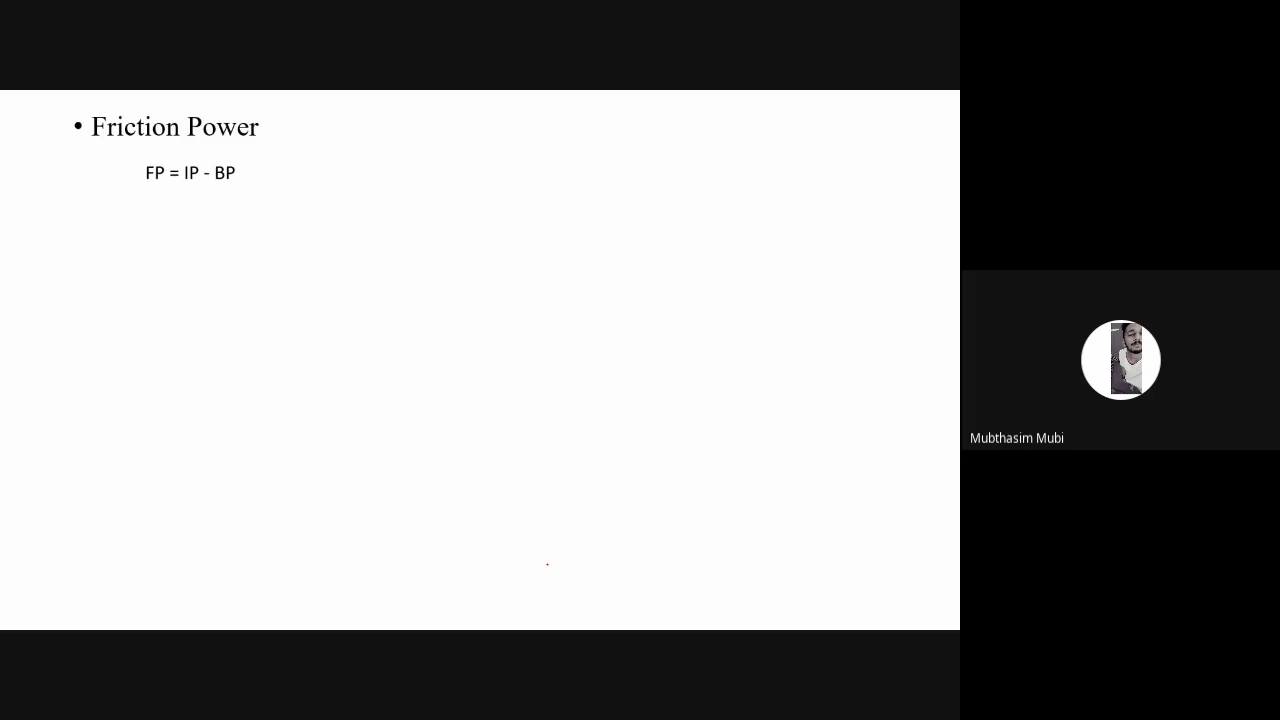 • Friction Power
FP = IP - BP
Mubthasim Mubi